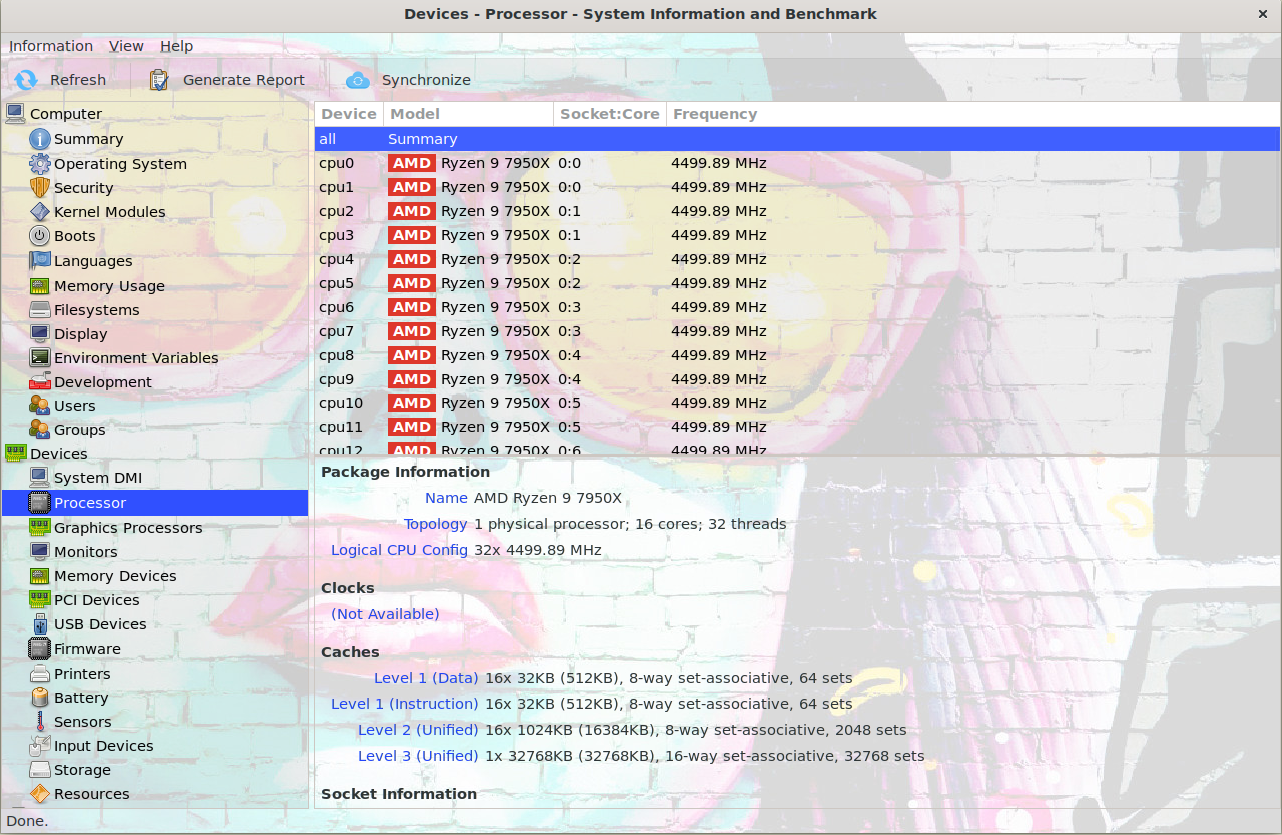 Devices - Processor - System Information and Benchmark
Information View Help
Refresh Generate Report Synchronize
Computer
Summary
Operating System
Security
Kernel Modules
Boots
Languages
Memory Usage
Filesystems
Display
Environment Variables
Development
Users
Groups
Devices
System DMI
Processor
Graphics Processors
Monitors
Memory Devices
PCI Devices
USB Devices
Firmware
Printers
Battery
Sensors
Input Devices
Storage
Resources
Device Model Socket:Core Frequency
all Summary
cpu0 AMD Ryzen 9 7950X 0:0 4499.89 MHz
cpu1 AMD Ryzen 9 7950X 0:0 4499.89 MHz
cpu2 AMD Ryzen 9 7950X 0:1 4499.89 MHz
cpu3 AMD Ryzen 9 7950X 0:1 4499.89 MHz
cpu4 AMD Ryzen 9 7950X 0:2 4499.89 MHz
cpu5 AMD Ryzen 9 7950X 0:2 4499.89 MHz
cpu6 AMD Ryzen 9 7950X 0:3 4499.89 MHz
cpu7 AMD Ryzen 9 7950X 0:3 4499.89 MHz
cpu8 AMD Ryzen 9 7950X 0:4 4499.89 MHz
cpu9 AMD Ryzen 9 7950X 0:4 4499.89 MHz
cpu10 AMD Ryzen 9 7950X 0:5 4499.89 MHz
cpu11 AMD Ryzen 9 7950X 0:5 4499.89 MHz
cpu12 AMD Ryzen 9 7950X 0:6 4499.89 MHz
Package Information
Name AMD Ryzen 9 7950X
Topology 1 physical processor; 16 cores; 32 threads
Logical CPU Config 32x 4499.89 MHz
Clocks
(Not Available)
Caches
Level 1 (Data) 16x 32KB (512KB), 8-way set-associative, 64 sets
Level 1 (Instruction) 16x 32KB (512KB), 8-way set-associative, 64 sets
Level 2 (Unified) 16x 1024KB (16384KB), 8-way set-associative, 2048 sets
Level 3 (Unified) 1x 32768KB (32768KB), 16-way set-associative, 32768 sets
Socket Information
Done.